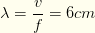 λ = v/f = 6cm